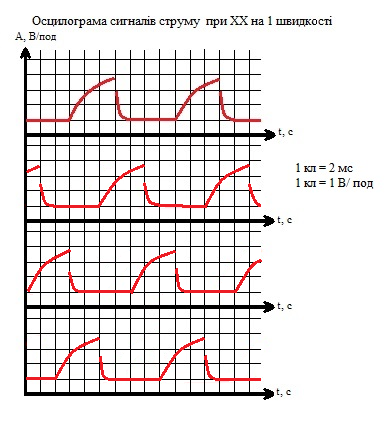 Осцилограма сигналів струму при ХХ на 1 швидкості
А, В/под
t, с
t, с
1 кл = 2 мс
1 кл = 1 В/ под
t, с
t, с